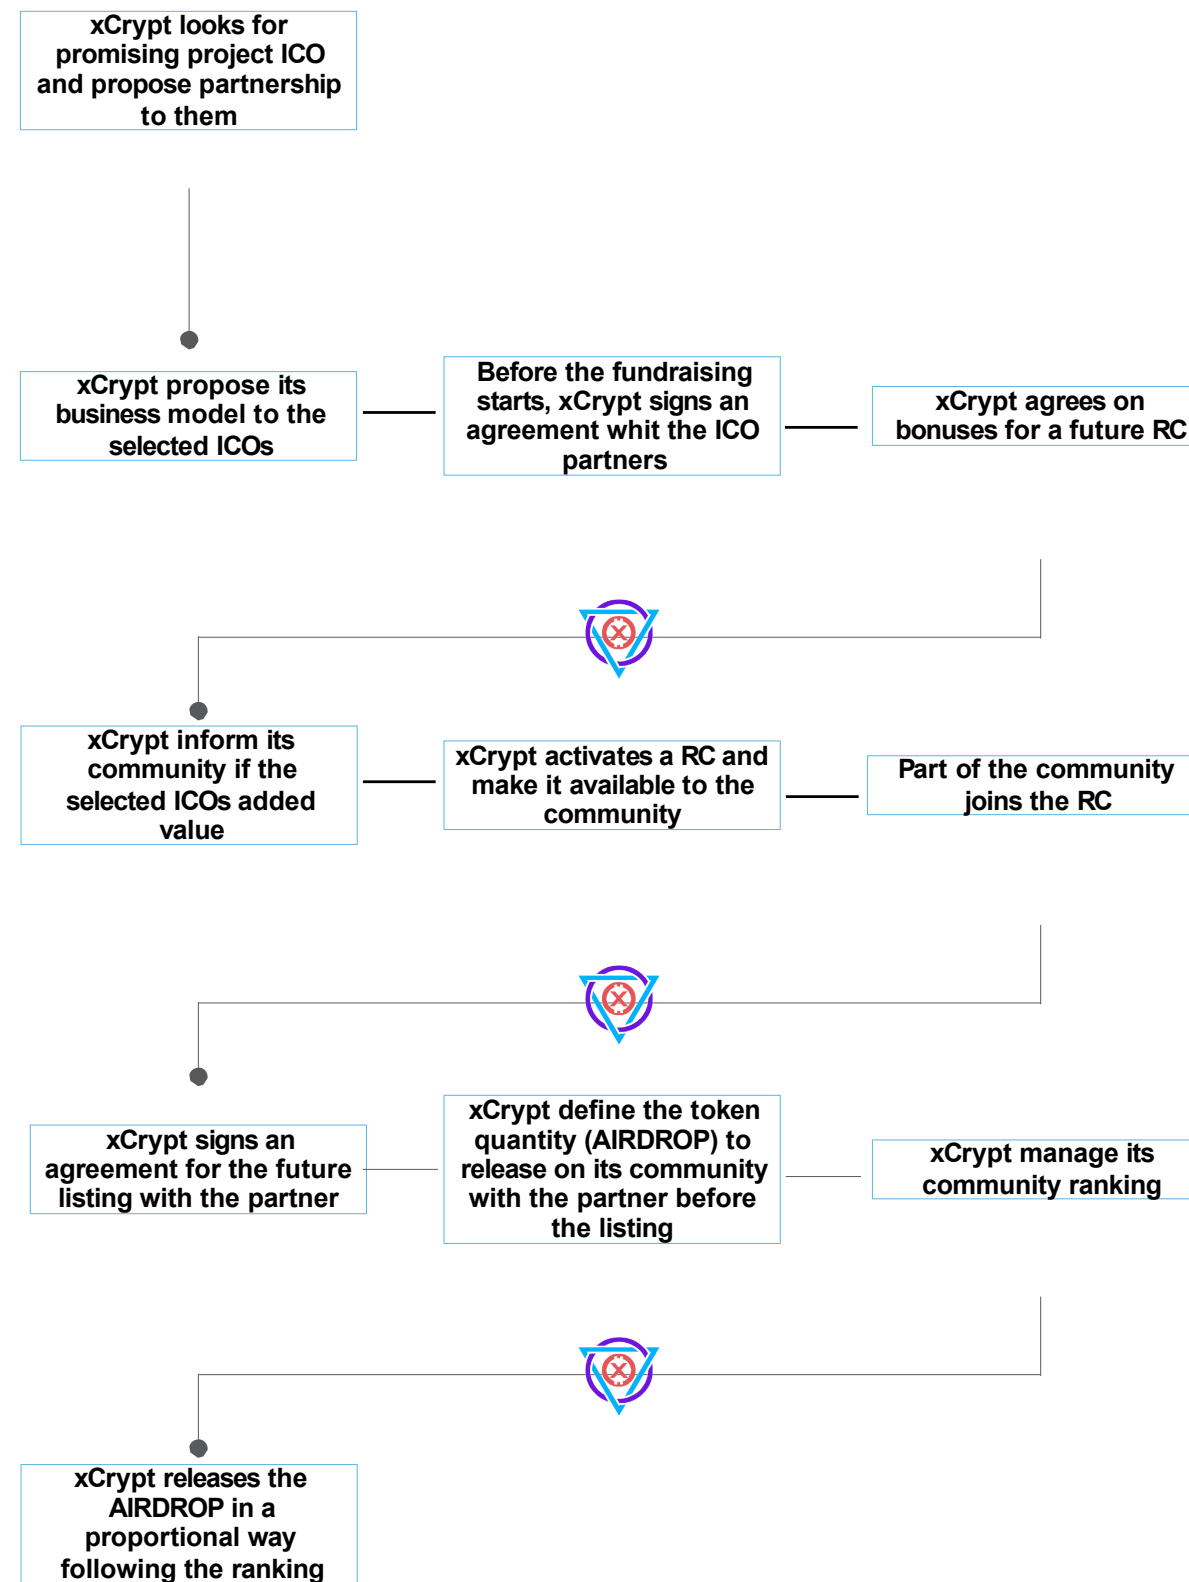 xCrypt looks for
promising project ICO
and propose partnership
to them
xCrypt propose its
business model to the
selected ICOs
Before the fundraising
starts, xCrypt signs an
agreement whit the ICO
partners
xCrypt agrees on
bonuses for a future RC
xCrypt inform its
community if the
selected ICOs added
value
xCrypt activates a RC and
make it available to the
community
Part of the community
joins the RC
xCrypt signs an
agreement for the future
listing with the partner
xCrypt define the token
quantity (AIRDROP) to
release on its community
with the partner before
the listing
xCrypt manage its
community ranking
xCrypt releases the
AIRDROP in a
proportional way
following the ranking